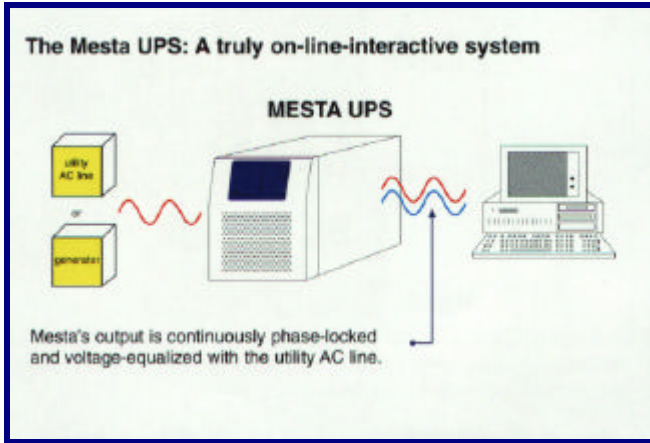 The Mesta UPS: A truly on-line-interactive system
MESTA UPS
utility
AC line
or
generator
Mesta's output is continuously phase-locked
and voltage-equalized with the utility AC line.